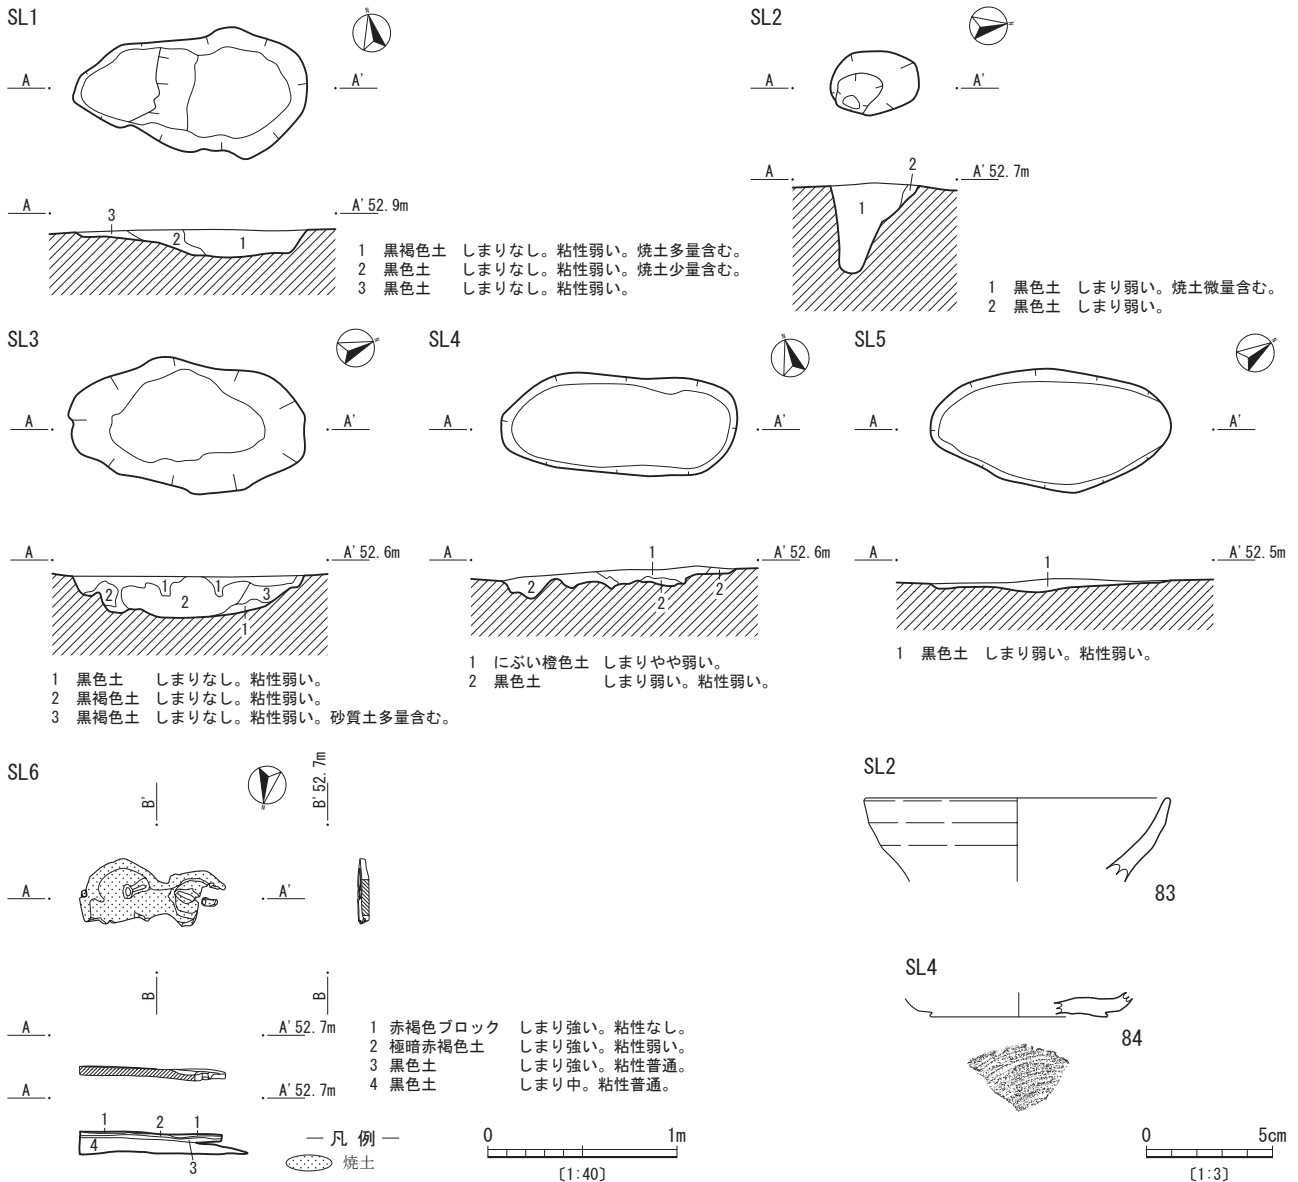 SL1
N
A A'
A A' 52.9m
3
2
1
1 黒褐色土 しまりなし。粘性弱い。焼土多量含む。
2 黒色土 しまりなし。粘性弱い。焼土少量含む。
3 黒色土 しまりなし。粘性弱い。
SL2
N
A A'
A A' 52.7m
2
1
1 黒色土 しまり弱い。焼土微量含む。
2 黒色土 しまり弱い。
SL3
N
A A'
A A' 52.6m
1 1
2 2 3
1
1 黒色土 しまりなし。粘性弱い。
2 黒褐色土 しまりなし。粘性弱い。
3 黒褐色土 しまりなし。粘性弱い。砂質土多量含む。
SL4
N
A A'
A A' 52.6m
1
2 2 2
1 にぶい橙色土 しまりやや弱い。
2 黒色土 しまり弱い。粘性弱い。
SL5
N
A A'
A A' 52.5m
1
1 黒色土 しまり弱い。粘性弱い。
SL6
N
B' B' 52.7m
A A'
B B
A A' 52.7m
A A' 52.7m
1 2 1
4
3
1 赤褐色ブロック しまり強い。粘性なし。
2 極暗赤褐色土 しまり強い。粘性弱い。
3 黒色土 しまり強い。粘性普通。
4 黒色土 しまり中。粘性普通。
― 凡 例 ―
焼土
0 1m
〔1:40〕
SL2
83
SL4
84
0 5cm
〔1:3〕